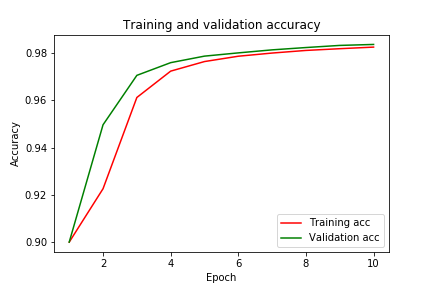 Training and validation accuracy
0.98
0.96
0.94
0.92
0.90
Accuracy
Training acc
Validation acc
2 4 6 8 10
Epoch